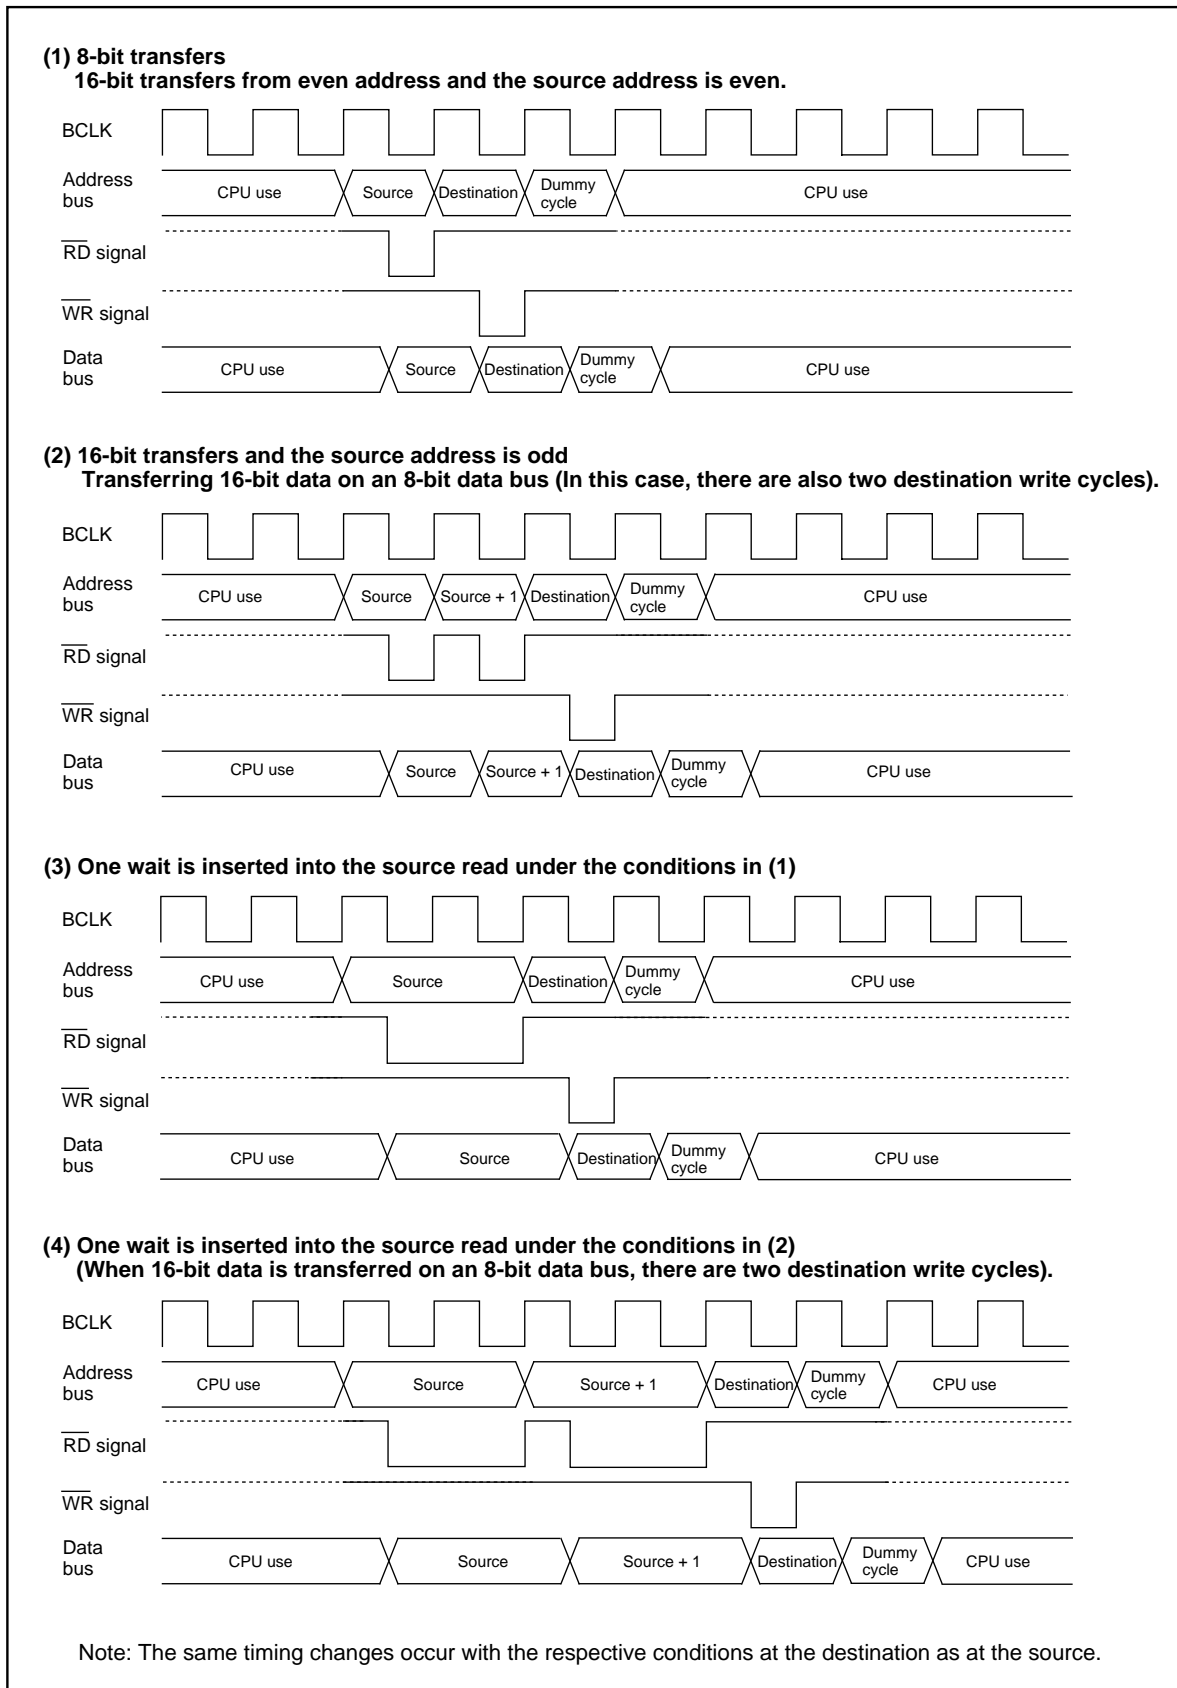 (1) 8-bit transfers
16-bit transfers from even address and the source address is even.
BCLK
Address
bus
CPU use
Source
Destination
Dummy
cycle
CPU use
RD signal
WR signal
Data
bus
CPU use
Source
Destination
Dummy
cycle
CPU use
(2) 16-bit transfers and the source address is odd
Transferring 16-bit data on an 8-bit data bus (In this case, there are also two destination write cycles).
BCLK
Address
bus
CPU use
Source
Source + 1
Destination
Dummy
cycle
CPU use
RD signal
WR signal
Data
bus
CPU use
Source
Source + 1
Destination
Dummy
cycle
CPU use
(3) One wait is inserted into the source read under the conditions in (1)
BCLK
Address
bus
CPU use
Source
Destination
Dummy
cycle
CPU use
RD signal
WR signal
Data
bus
CPU use
Source
Destination
Dummy
cycle
CPU use
(4) One wait is inserted into the source read under the conditions in (2)
(When 16-bit data is transferred on an 8-bit data bus, there are two destination write cycles).
BCLK
Address
bus
CPU use
Source
Source + 1
Destination
Dummy
cycle
CPU use
RD signal
WR signal
Data
bus
CPU use
Source
Source + 1
Destination
Dummy
cycle
CPU use
Note: The same timing changes occur with the respective conditions at the destination as at the source.